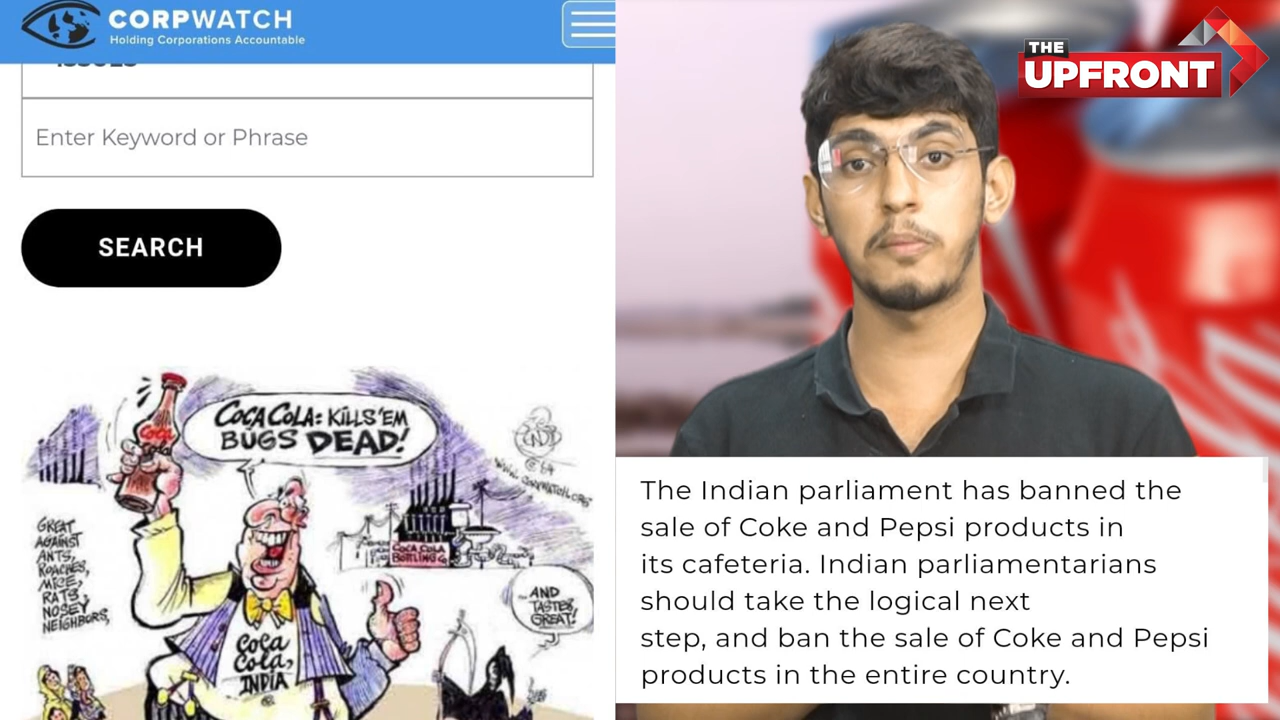 CORPWATCH
Holding Corporations Accountable
Enter Keyword or Phrase
SEARCH
COCA COLA: KILLS 'EM
BUGS DEAD!
GREAT
AGAINST
ANTS,
ROACHES,
MICE,
RATS,
NOSEY
NEIGHBORS,
COCA COLA
BOTTLING
...AND
TASTES
GREAT!
Coca
Cola,
INDIA
THE
UPFRONT
The Indian parliament has banned the
sale of Coke and Pepsi products in
its cafeteria. Indian parliamentarians
should take the logical next
step, and ban the sale of Coke and Pepsi
products in the entire country.